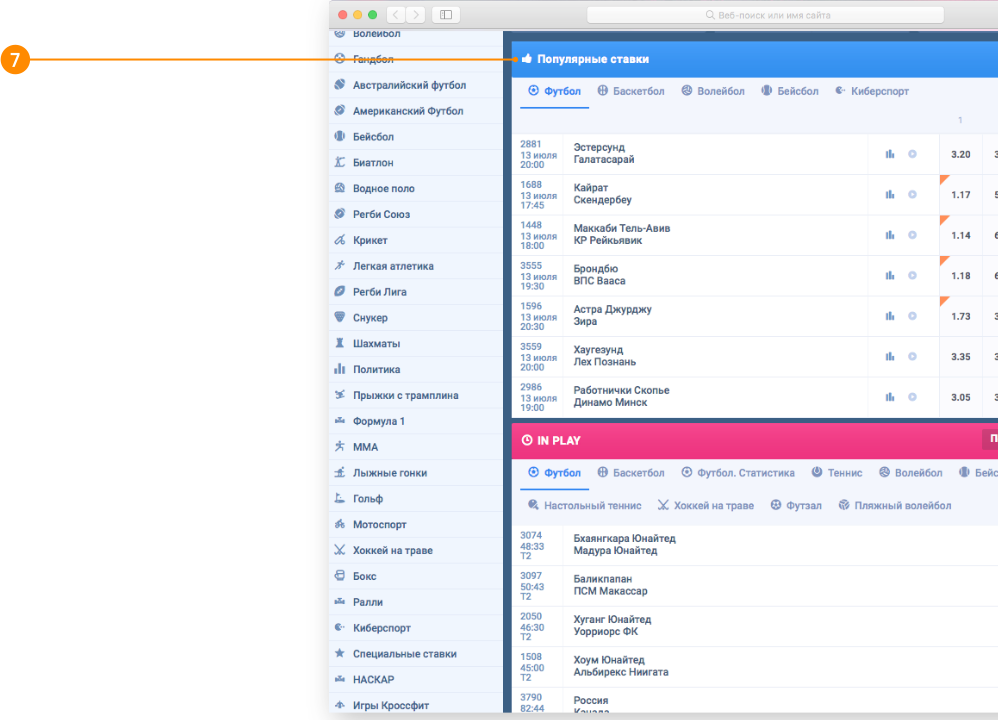 Веб-поиск или имя сайта
7
Волейбол
Гандбол
Австралийский футбол
Американский Футбол
Бейсбол
Биатлон
Водное поло
Регби Союз
Крикет
Легкая атлетика
Регби Лига
Снукер
Шахматы
Политика
Прыжки с трамплина
Формула 1
ММА
Лыжные гонки
Гольф
Мотоспорт
Хоккей на траве
Бокс
Ралли
Киберспорт
Специальные ставки
НАСКАР
Игры Кроссфит
Популярные ставки
Футбол Баскетбол Волейбол Бейсбол Киберспорт
1
2881
13 июля
20:00
Эстерсунд
Галатасарай
3.20 3
1688
13 июля
17:45
Кайрат
Скендербеу
1.17 5
1448
13 июля
18:00
Маккаби Тель-Авив
КР Рейкьявик
1.14 6
3555
13 июля
19:30
Брондбю
ВПС Вааса
1.18 6
1596
13 июля
20:30
Астра Джурджу
Зира
1.73 3
3559
13 июля
20:00
Хаугезунд
Лех Познань
3.35 3
2986
13 июля
19:00
Работнички Скопье
Динамо Минск
3.05 3
IN PLAY П
Футбол Баскетбол Футбол. Статистика Теннис Волейбол Бейс
Настольный теннис Хоккей на траве Футзал Пляжный волейбол
3074
48:33
T2
Бхаянгкара Юнайтед
Мадура Юнайтед
3097
50:43
T2
Баликпапан
ПСМ Макассар
2050
46:30
T2
Хуганг Юнайтед
Уорриорс ФК
1508
45:00
T2
Хоум Юнайтед
Альбирекс Ниигата
3790
82:44
Россия
Канада